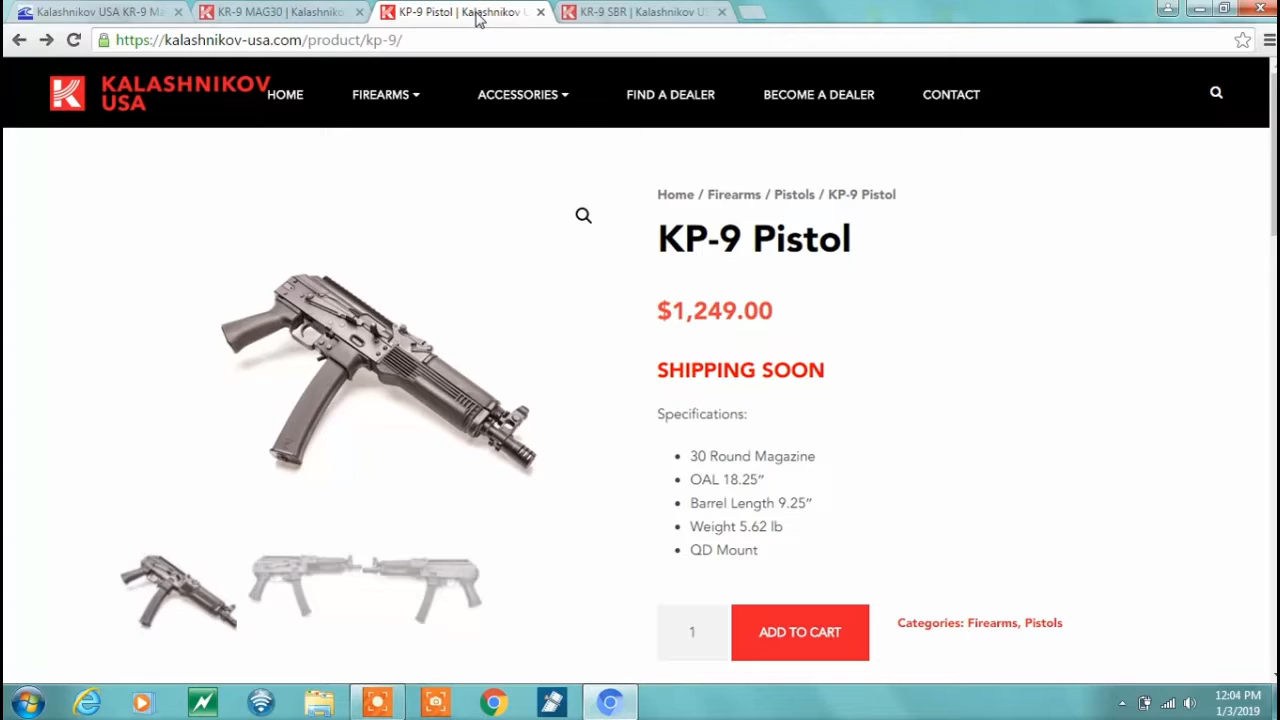 Kalashnikov USA KR-9 Ma
KR-9 MAG30 | Kalashniko
KP-9 Pistol | Kalashnikov U
KR-9 SBR | Kalashnikov US
https://kalashnikov-usa.com/product/kp-9/
KALASHNIKOV
USA
HOME
FIREARMS
ACCESSORIES
FIND A DEALER
BECOME A DEALER
CONTACT
Home / Firearms / Pistols / KP-9 Pistol
KP-9 Pistol
$1,249.00
SHIPPING SOON
Specifications:
30 Round Magazine
OAL 18.25”
Barrel Length 9.25”
Weight 5.62 lb
QD Mount
1
ADD TO CART
Categories: Firearms, Pistols
12:04 PM
1/3/2019